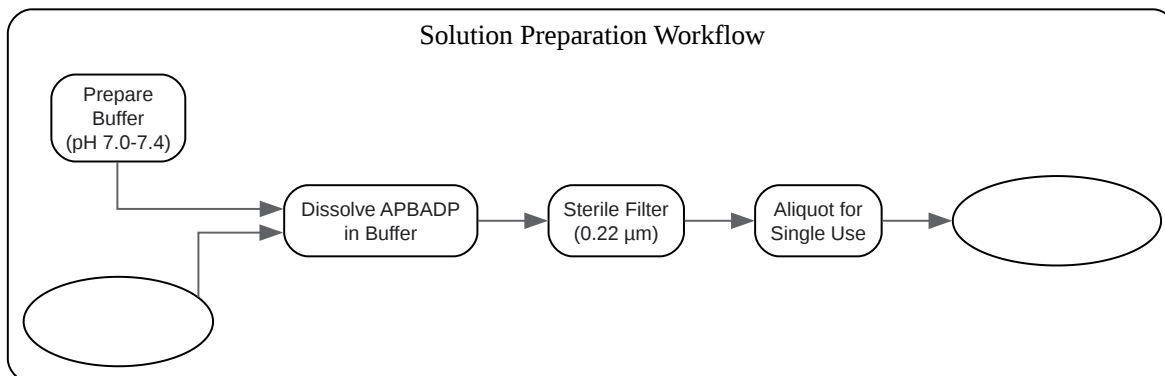 Solution Preparation Workflow
Prepare
Buffer
(pH 7.0-7.4)
Dissolve APBADP
in Buffer
Sterile Filter
(0.22 µm)
Aliquot for
Single Use